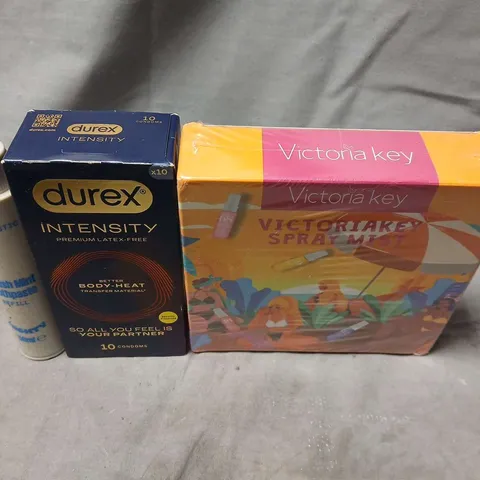 10
CONDOMS
durex
INTENSITY
x10
durex®
INTENSITY
PREMIUM LATEX-FREE
BETTER
BODY-HEAT
TRANSFER MATERIAL
SO ALL YOU FEEL IS
YOUR PARTNER
10 CONDOMS
Victoria key
Victoria key
VICTORIAKEY
SPRAY MIST